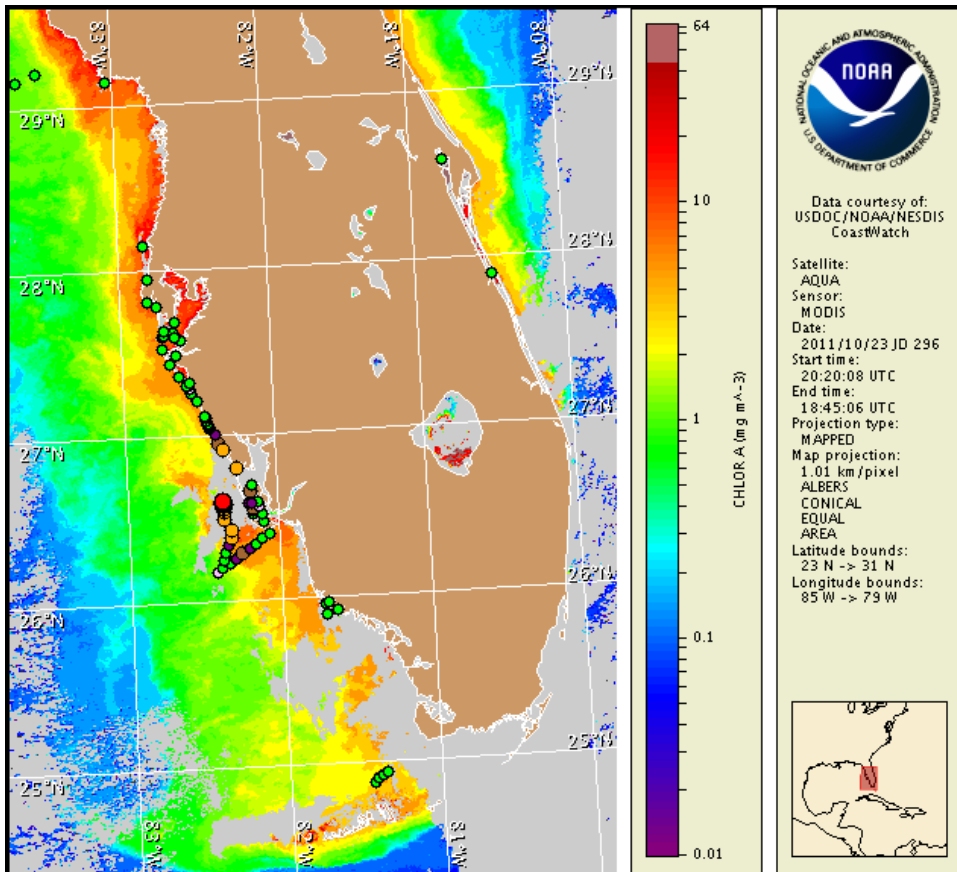 83°W
82°W
81°W
80°W
29°N
29°N
28°N
28°N
27°N
27°N
26°N
26°N
25°N
25°N
83°W
82°W
81°W
64
10
1
0.1
0.01
CHLOR A (mg m^-3)
NATIONAL OCEANIC AND ATMOSPHERIC ADMINISTRATION
NOAA
U.S. DEPARTMENT OF COMMERCE
Data courtesy of:
USDOC/NOAA/NESDIS
CoastWatch
Satellite:
AQUA
Sensor:
MODIS
Date:
2011/10/23 JD 296
Start time:
20:20:08 UTC
End time:
18:45:06 UTC
Projection type:
MAPPED
Map projection:
1.01 km/pixel
ALBERS
CONICAL
EQUAL
AREA
Latitude bounds:
23 N -> 31 N
Longitude bounds:
85 W -> 79 W